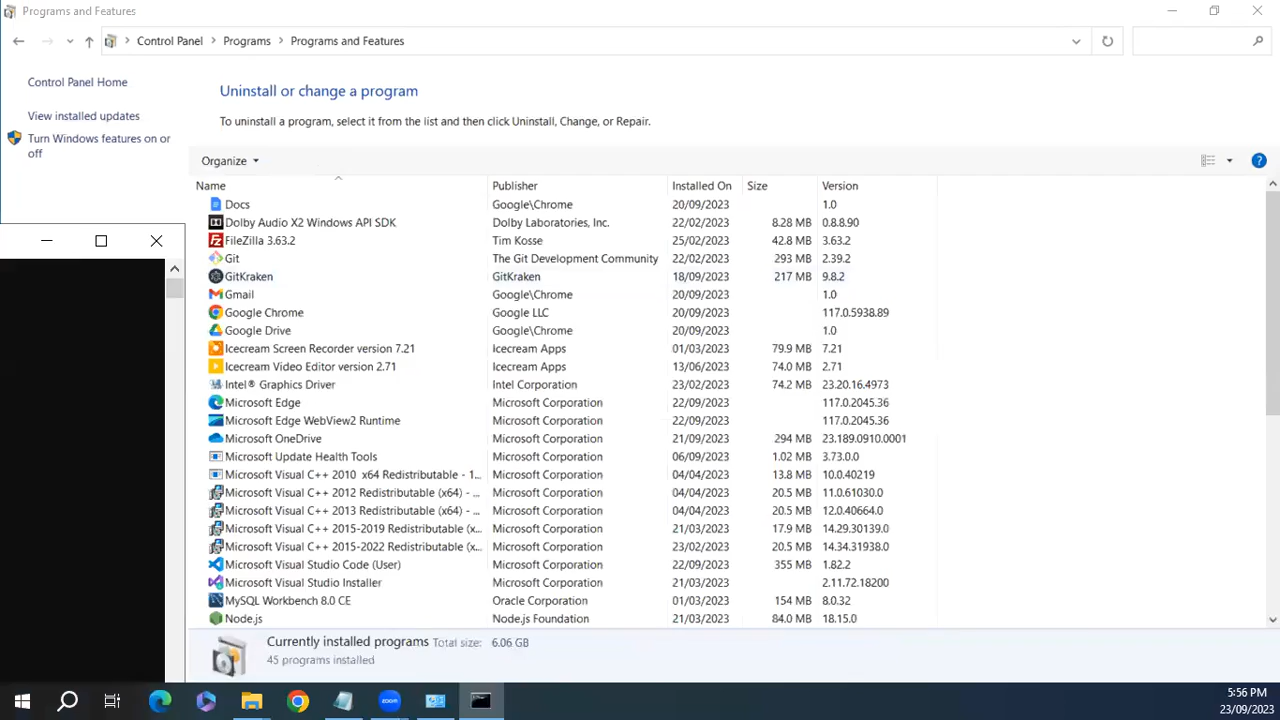 Programs and Features
Control Panel > Programs > Programs and Features
Control Panel Home
View installed updates
Turn Windows features on or
off
Uninstall or change a program
To uninstall a program, select it from the list and then click Uninstall, Change, or Repair.
Organize
Name Publisher Installed On Size Version
Docs Google\Chrome 20/09/2023 1.0
Dolby Audio X2 Windows API SDK Dolby Laboratories, Inc. 22/02/2023 8.28 MB 0.8.8.90
FileZilla 3.63.2 Tim Kosse 25/02/2023 42.8 MB 3.63.2
Git The Git Development Community 22/02/2023 293 MB 2.39.2
GitKraken GitKraken 18/09/2023 217 MB 9.8.2
Gmail Google\Chrome 20/09/2023 1.0
Google Chrome Google LLC 20/09/2023 117.0.5938.89
Google Drive Google\Chrome 20/09/2023 1.0
Icecream Screen Recorder version 7.21 Icecream Apps 01/03/2023 79.9 MB 7.21
Icecream Video Editor version 2.71 Icecream Apps 13/06/2023 74.0 MB 2.71
Intel® Graphics Driver Intel Corporation 23/02/2023 74.2 MB 23.20.16.4973
Microsoft Edge Microsoft Corporation 22/09/2023 117.0.2045.36
Microsoft Edge WebView2 Runtime Microsoft Corporation 22/09/2023 117.0.2045.36
Microsoft OneDrive Microsoft Corporation 21/09/2023 294 MB 23.189.0910.0001
Microsoft Update Health Tools Microsoft Corporation 06/09/2023 1.02 MB 3.73.0.0
Microsoft Visual C++ 2010 x64 Redistributable - 1... Microsoft Corporation 04/04/2023 13.8 MB 10.0.40219
Microsoft Visual C++ 2012 Redistributable (x64) - ... Microsoft Corporation 04/04/2023 20.5 MB 11.0.61030.0
Microsoft Visual C++ 2013 Redistributable (x64) - ... Microsoft Corporation 04/04/2023 20.5 MB 12.0.40664.0
Microsoft Visual C++ 2015-2019 Redistributable (x... Microsoft Corporation 21/03/2023 17.9 MB 14.29.30139.0
Microsoft Visual C++ 2015-2022 Redistributable (x... Microsoft Corporation 23/02/2023 20.5 MB 14.34.31938.0
Microsoft Visual Studio Code (User) Microsoft Corporation 22/09/2023 355 MB 1.82.2
Microsoft Visual Studio Installer Microsoft Corporation 21/03/2023 2.11.72.18200
MySQL Workbench 8.0 CE Oracle Corporation 01/03/2023 154 MB 8.0.32
Node.js Node.js Foundation 21/03/2023 84.0 MB 18.15.0
Currently installed programs Total size: 6.06 GB
45 programs installed
zoom
5:56 PM
23/09/2023